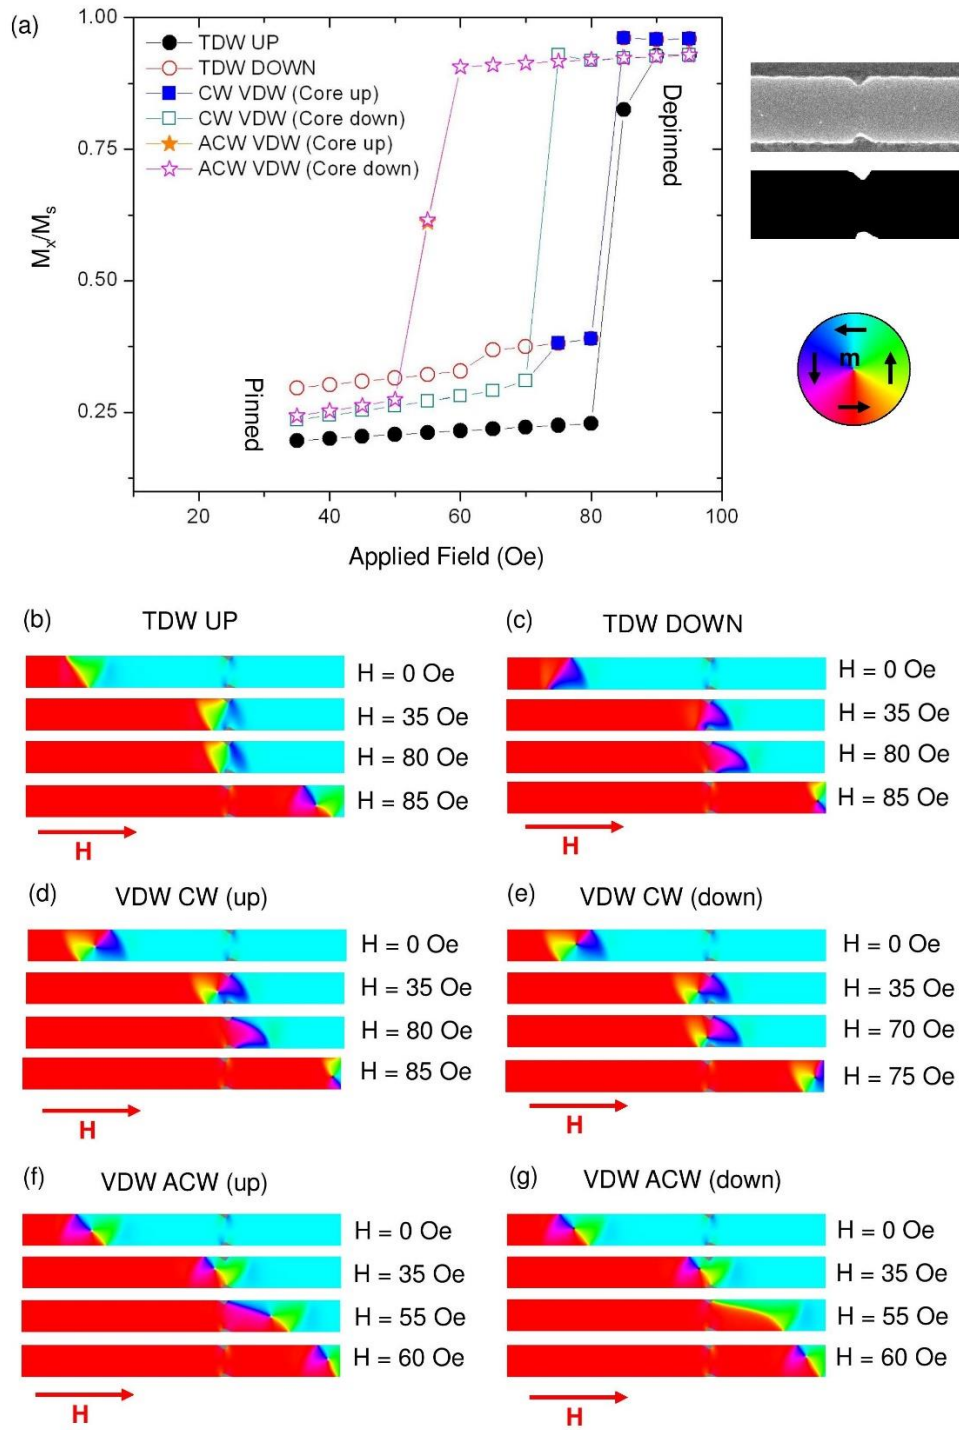 (a)
1.00
0.75
0.50
0.25
Mx/Ms
TDW UP
TDW DOWN
CW VDW (Core up)
CW VDW (Core down)
ACW VDW (Core up)
ACW VDW (Core down)
Pinned
Depinned
20 40 60 80 100
Applied Field (Oe)
m
(b) TDW UP
H = 0 Oe
H = 35 Oe
H = 80 Oe
H = 85 Oe
H
(c) TDW DOWN
H = 0 Oe
H = 35 Oe
H = 80 Oe
H = 85 Oe
H
(d) VDW CW (up)
H = 0 Oe
H = 35 Oe
H = 80 Oe
H = 85 Oe
H
(e) VDW CW (down)
H = 0 Oe
H = 35 Oe
H = 70 Oe
H = 75 Oe
H
(f) VDW ACW (up)
H = 0 Oe
H = 35 Oe
H = 55 Oe
H = 60 Oe
H
(g) VDW ACW (down)
H = 0 Oe
H = 35 Oe
H = 55 Oe
H = 60 Oe
H